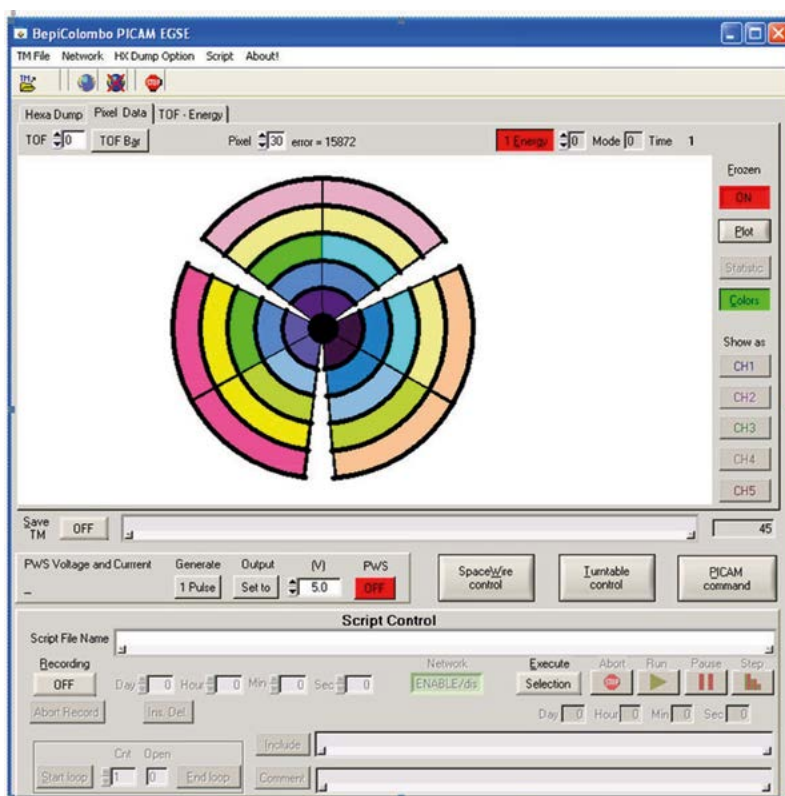 BepiColombo PICAM EGSE
TM File Network HX Dump Option Script About!
TM STOP
Hexa Dump Pixel Data TOF - Energy
TOF 0 TOF Bar Pixel 30 error = 15872 1 Energy 0 Mode 0 Time 1
Frozen
ON
Plot
Statistic
Colors
Show as
CH1
CH2
CH3
CH4
CH5
Save TM OFF 45
PWS Voltage and Currrent Generate Output (V) PWS
_ 1 Pulse Set to 5.0 OFF
SpaceWire
control
Turntable
control
PICAM
command
Script Control
Script File Name
Recording Network Execute Abort Run Pause Step
OFF Day 0 Hour 0 Min 0 Sec 0 ENABLE/dis Selection STOP
Abort Record Ins. Del. Day 0 Hour 0 Min 0 Sec 0
Cnt Open Include
Start loop 1 0 End loop Comment